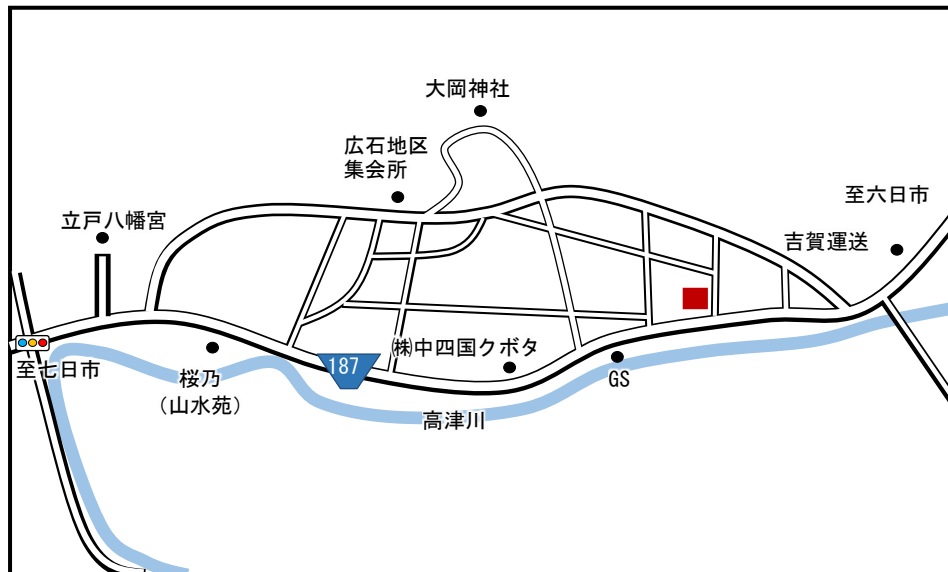 大岡神社
広石地区
集会所
至六日市
立戸八幡宮
吉賀運送
㈱中四国クボタ
187
至七日市
桜乃
（山水苑）
GS
高津川